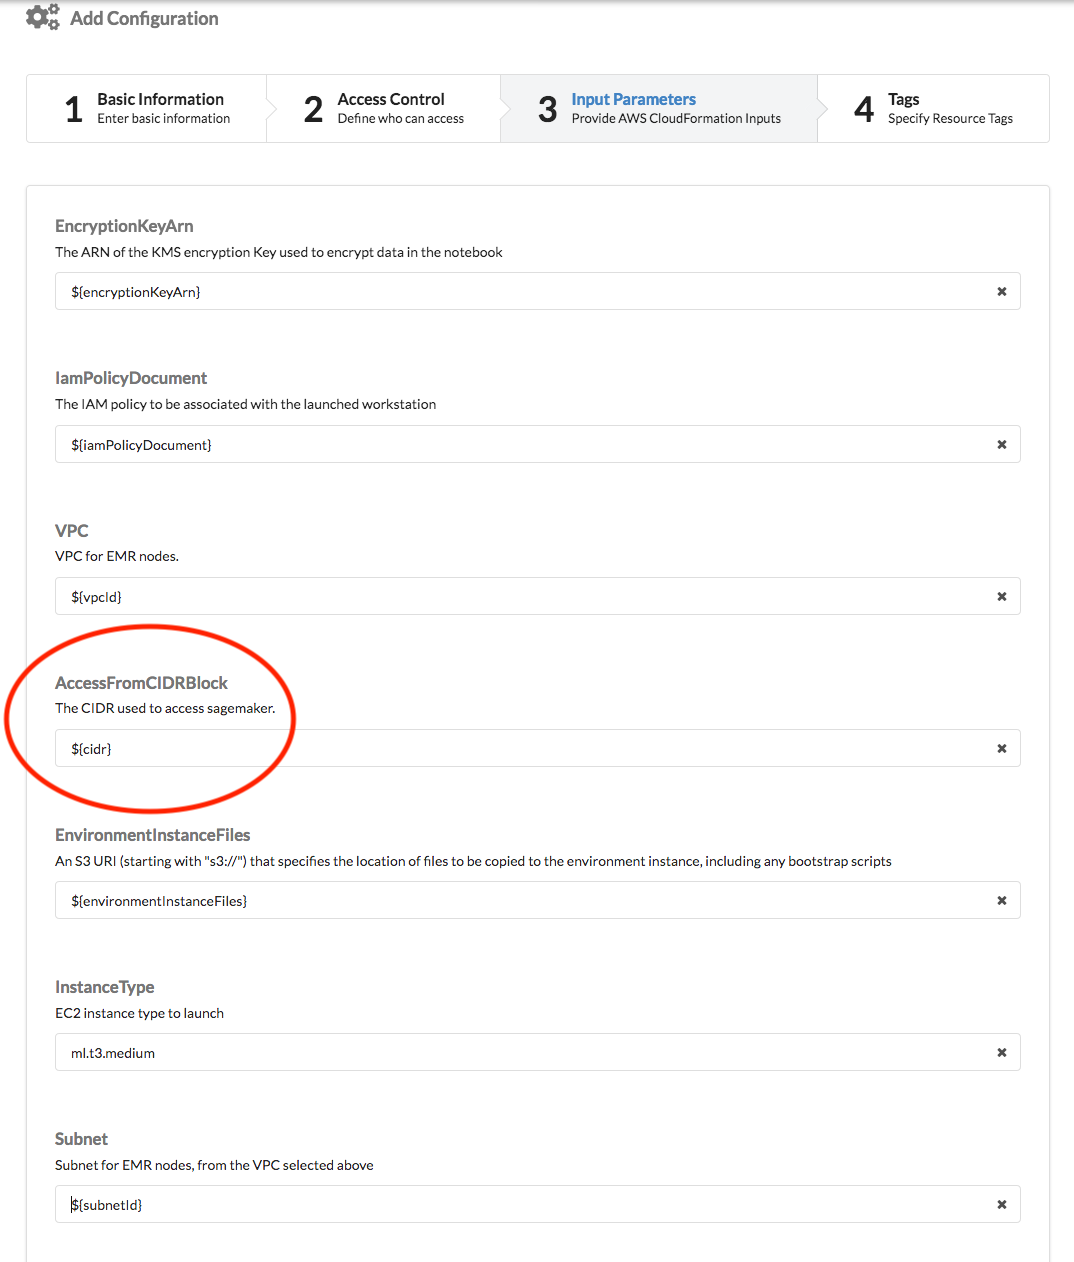 Add Configuration
1 Basic Information
Enter basic information
2 Access Control
Define who can access
3 Input Parameters
Provide AWS CloudFormation Inputs
4 Tags
Specify Resource Tags
EncryptionKeyArn
The ARN of the KMS encryption Key used to encrypt data in the notebook
${encryptionKeyArn}
IamPolicyDocument
The IAM policy to be associated with the launched workstation
${iamPolicyDocument}
VPC
VPC for EMR nodes.
${vpcId}
AccessFromCIDRBlock
The CIDR used to access sagemaker.
${cidr}
EnvironmentInstanceFiles
An S3 URI (starting with "s3://") that specifies the location of files to be copied to the environment instance, including any bootstrap scripts
${environmentInstanceFiles}
InstanceType
EC2 instance type to launch
ml.t3.medium
Subnet
Subnet for EMR nodes, from the VPC selected above
${subnetId}